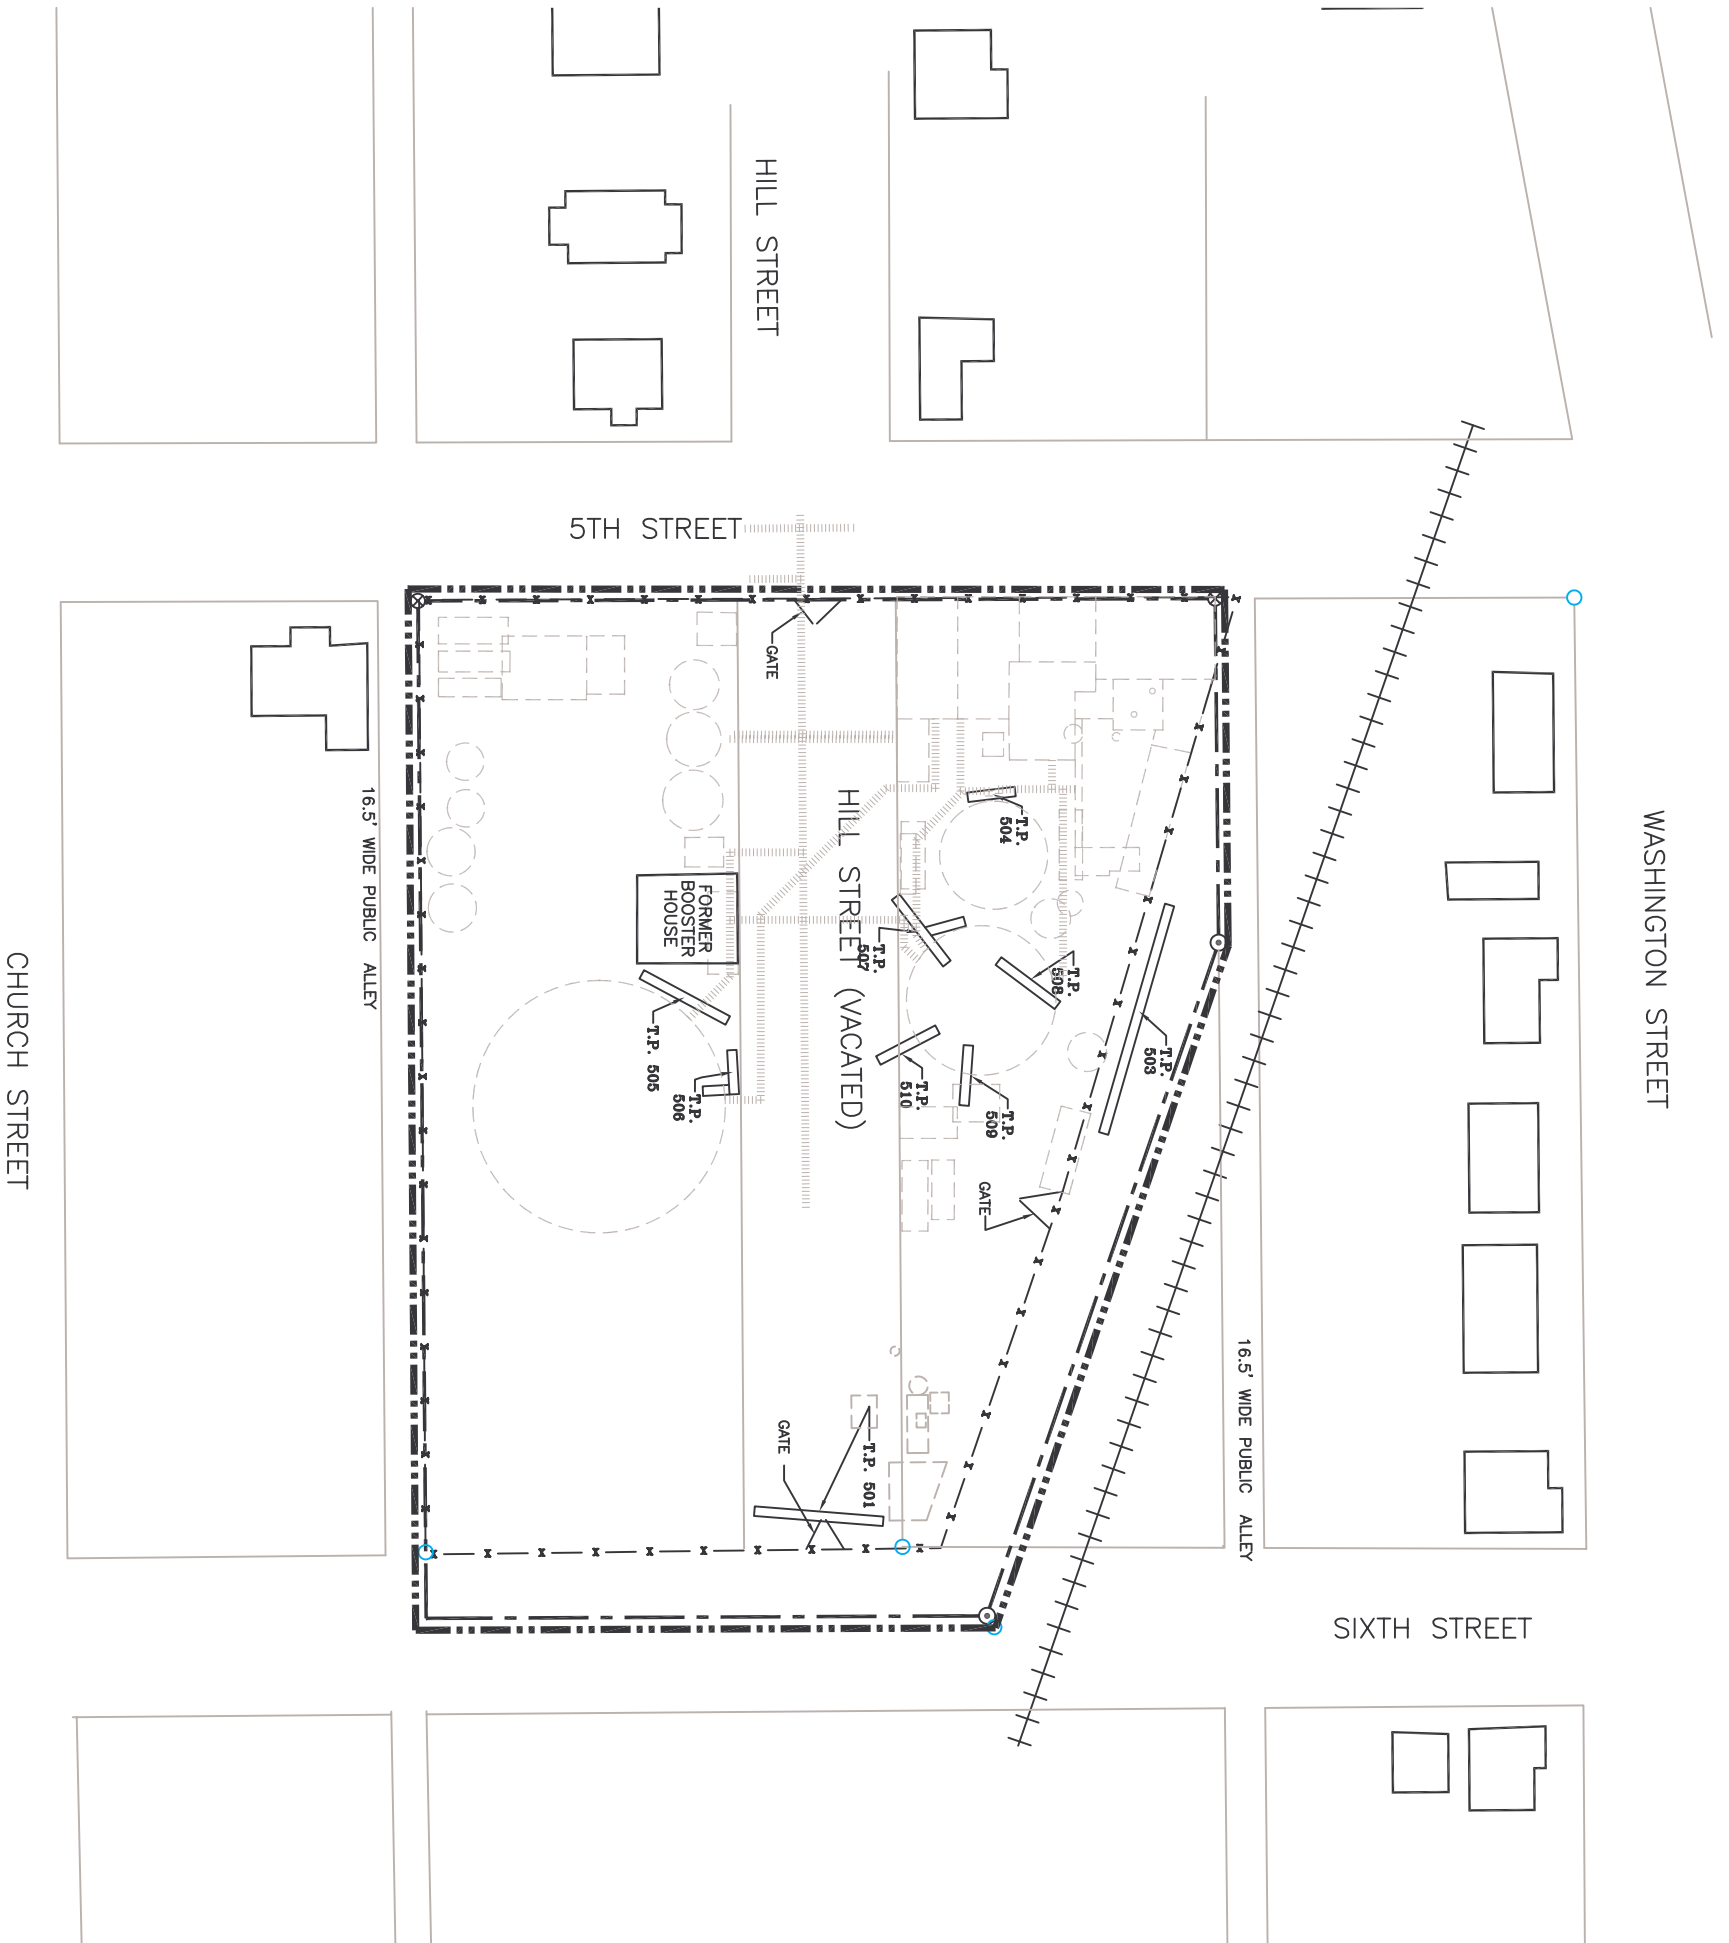 HILL STREET
5TH STREET
GATE
16.5' WIDE PUBLIC ALLEY
HILL STREET (VACATED)
T.P.
504
WASHINGTON STREET
FORMER
BOOSTER
HOUSE
T.P.
507
T.P.
508
CHURCH STREET
T.P. 505
T.P.
503
T.P.
506
T.P.
510
T.P.
509
GATE
16.5' WIDE PUBLIC ALLEY
GATE
T.P. 501
SIXTH STREET